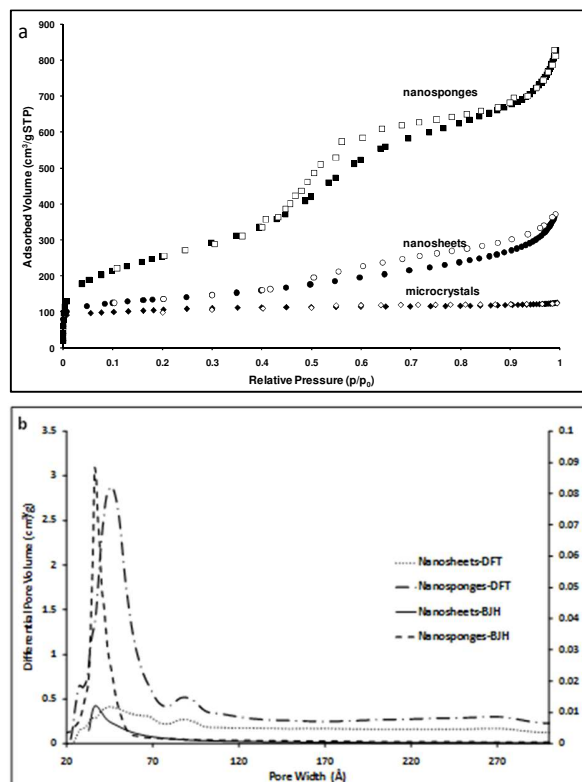 a
Adsorbed Volume (cm³/gSTP)
900
800
700
600
500
400
300
200
100
0
nanosponges
nanosheets
microcrystals
0 0.1 0.2 0.3 0.4 0.5 0.6 0.7 0.8 0.9 1
Relative Pressure (p/p₀)
b
Differential Pore Volume (cm³/g)
3.5
3
2.5
2
1.5
1
0.5
0
0.1
0.09
0.08
0.07
0.06
0.05
0.04
0.03
0.02
0.01
0
Nanosheets-DFT
Nanosponges-DFT
Nanosheets-BJH
Nanosponges-BJH
20 70 120 170 220 270
Pore Width (Å)